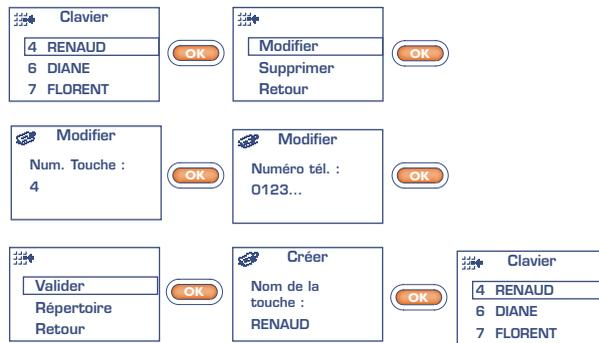 Clavier
4 RENAUD
6 DIANE
7 FLORENT
OK
Modifier
Supprimer
Retour
OK
Modifier
Num. Touche :
4
OK
Modifier
Numéro tél. :
0123...
OK
Valider
Répertoire
Retour
OK
Créer
Nom de la
touche :
RENAUD
OK
Clavier
4 RENAUD
6 DIANE
7 FLORENT